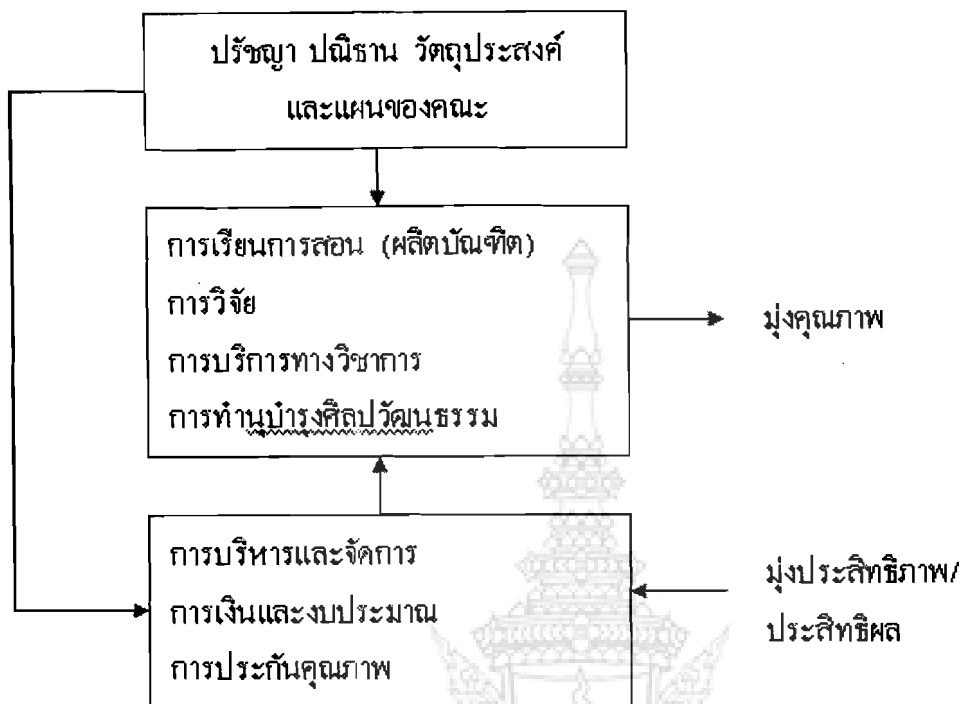 ปรัชญา ปณิธาน วัตถุประสงค์
และแผนของคณะ
การเรียนการสอน (ผลิตบัณฑิต)
การวิจัย
การบริการทางวิชาการ
การทำนุบำรุงศิลปวัฒนธรรม
มุ่งคุณภาพ
การบริหารและจัดการ
การเงินและงบประมาณ
การประกันคุณภาพ
มุ่งประสิทธิภาพ/
ประสิทธิผล